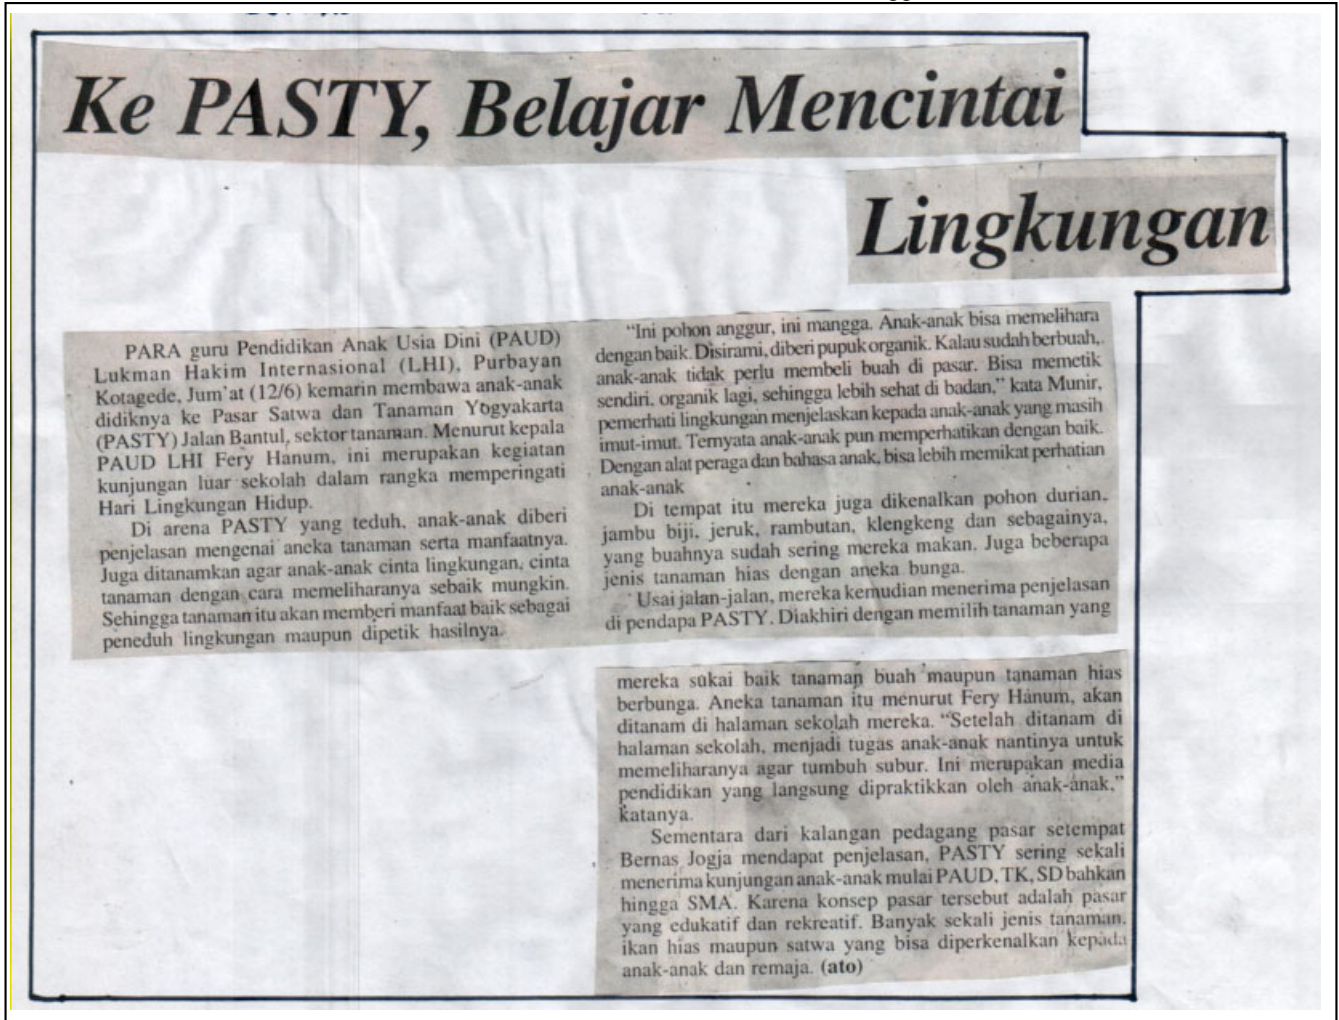 Ke PASTY, Belajar Mencintai
Lingkungan
PARA guru Pendidikan Anak Usia Dini (PAUD)
Lukman Hakim Internasional (LHI), Purbayan
Kotagede, Jum'at (12/6) kemarin membawa anak-anak
didiknya ke Pasar Satwa dan Tanaman Yogyakarta
(PASTY) Jalan Bantul, sektor tanaman. Menurut kepala
PAUD LHI Fery Hanum, ini merupakan kegiatan
kunjungan luar sekolah dalam rangka memperingati
Hari Lingkungan Hidup.
Di arena PASTY yang teduh, anak-anak diberi
penjelasan mengenai aneka tanaman serta manfaatnya.
Juga ditanamkan agar anak-anak cinta lingkungan, cinta
tanaman dengan cara memeliharanya sebaik mungkin.
Sehingga tanaman itu akan memberi manfaat baik sebagai
peneduh lingkungan maupun dipetik hasilnya.
"Ini pohon anggur, ini mangga. Anak-anak bisa memelihara
dengan baik. Disirami, diberi pupuk organik. Kalau sudah berbuah,
anak-anak tidak perlu membeli buah di pasar. Bisa memetik
sendiri, organik lagi, sehingga lebih sehat di badan," kata Munir,
pemerhati lingkungan menjelaskan kepada anak-anak yang masih
imut-imut. Ternyata anak-anak pun memperhatikan dengan baik.
Dengan alat peraga dan bahasa anak, bisa lebih memikat perhatian
anak-anak
Di tempat itu mereka juga dikenalkan pohon durian,
jambu biji, jeruk, rambutan, klengkeng dan sebagainya,
yang buahnya sudah sering mereka makan. Juga beberapa
jenis tanaman hias dengan aneka bunga.
Usai jalan-jalan, mereka kemudian menerima penjelasan
di pendapa PASTY. Diakhiri dengan memilih tanaman yang
mereka sukai baik tanaman buah maupun tanaman hias
berbunga. Aneka tanaman itu menurut Fery Hanum, akan
ditanam di halaman sekolah mereka. "Setelah ditanam di
halaman sekolah, menjadi tugas anak-anak nantinya untuk
memeliharanya agar tumbuh subur. Ini merupakan media
pendidikan yang langsung dipraktikkan oleh anak-anak,"
katanya.
Sementara dari kalangan pedagang pasar setempat
Bernas Jogja mendapat penjelasan, PASTY sering sekali
menerima kunjungan anak-anak mulai PAUD, TK, SD bahkan
hingga SMA. Karena konsep pasar tersebut adalah pasar
yang edukatif dan rekreatif. Banyak sekali jenis tanaman,
ikan hias maupun satwa yang bisa diperkenalkan kepada
anak-anak dan remaja. (ato)